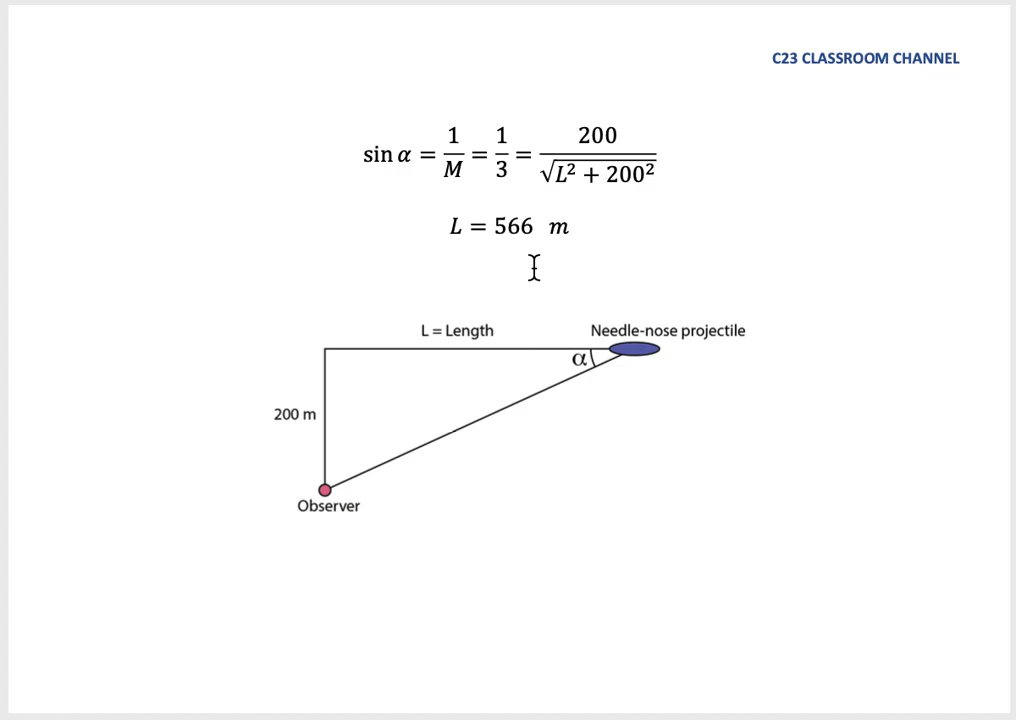 C23 CLASSROOM CHANNEL
sin α = 1/M = 1/3 = 200/√(L² + 200²)
L = 566 m
L = Length
Needle-nose projectile
α
200 m
Observer